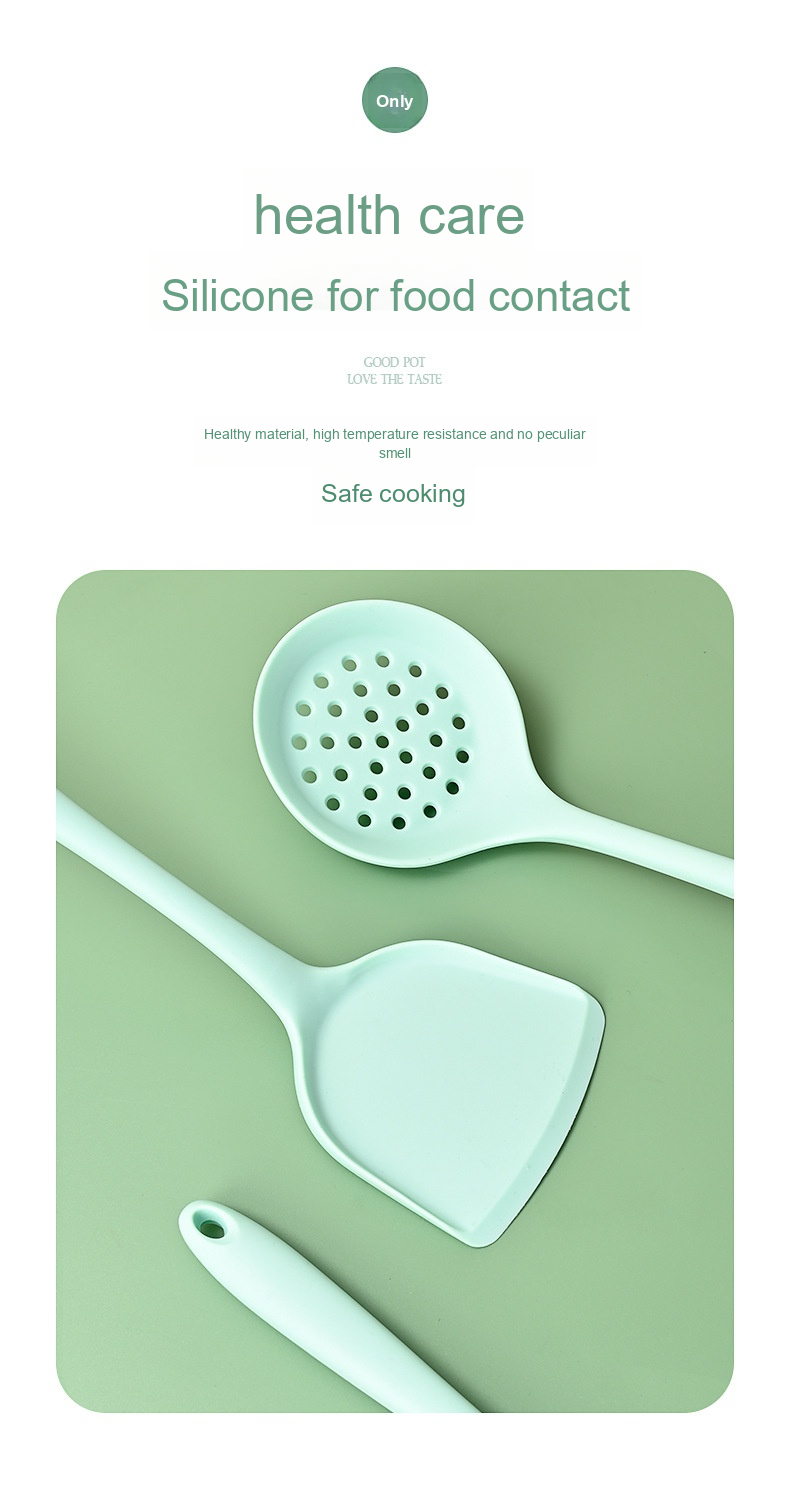 Only
health care
Silicone for food contact
GOOD POT
LOVE THE TASTE
Healthy material, high temperature resistance and no peculiar
smell
Safe cooking